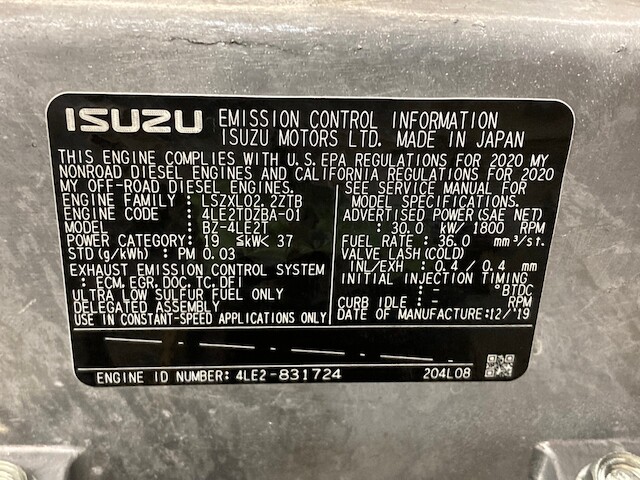 ISUZU EMISSION CONTROL INFORMATION
ISUZU MOTORS LTD. MADE IN JAPAN
THIS ENGINE COMPLIES WITH U.S. EPA REGULATIONS FOR 2020 MY
NONROAD DIESEL ENGINES AND CALIFORNIA REGULATIONS FOR 2020
MY OFF-ROAD DIESEL ENGINES.
ENGINE FAMILY : LSZXL02.2ZTB
ENGINE CODE : 4LE2TDZBA-01
MODEL : BZ-4LE2T
POWER CATEGORY: 19 ≤kW< 37
STD (g/kWh) : PM 0.03
EXHAUST EMISSION CONTROL SYSTEM
: ECM, EGR, DOC, TC, DFI
ULTRA LOW SULFUR FUEL ONLY
DELEGATED ASSEMBLY
USE IN CONSTANT-SPEED APPLICATIONS ONLY
SEE SERVICE MANUAL FOR
MODEL SPECIFICATIONS.
ADVERTISED POWER (SAE NET)
: 30.0 kW/ 1800 RPM
FUEL RATE : 36.0 mm³/st.
VALVE LASH (COLD)
INL/EXH : 0.4 / 0.4 mm
INITIAL INJECTION TIMING
: - °BTDC
CURB IDLE : - RPM
DATE OF MANUFACTURE: 12/'19
ENGINE ID NUMBER: 4LE2-831724 204L08